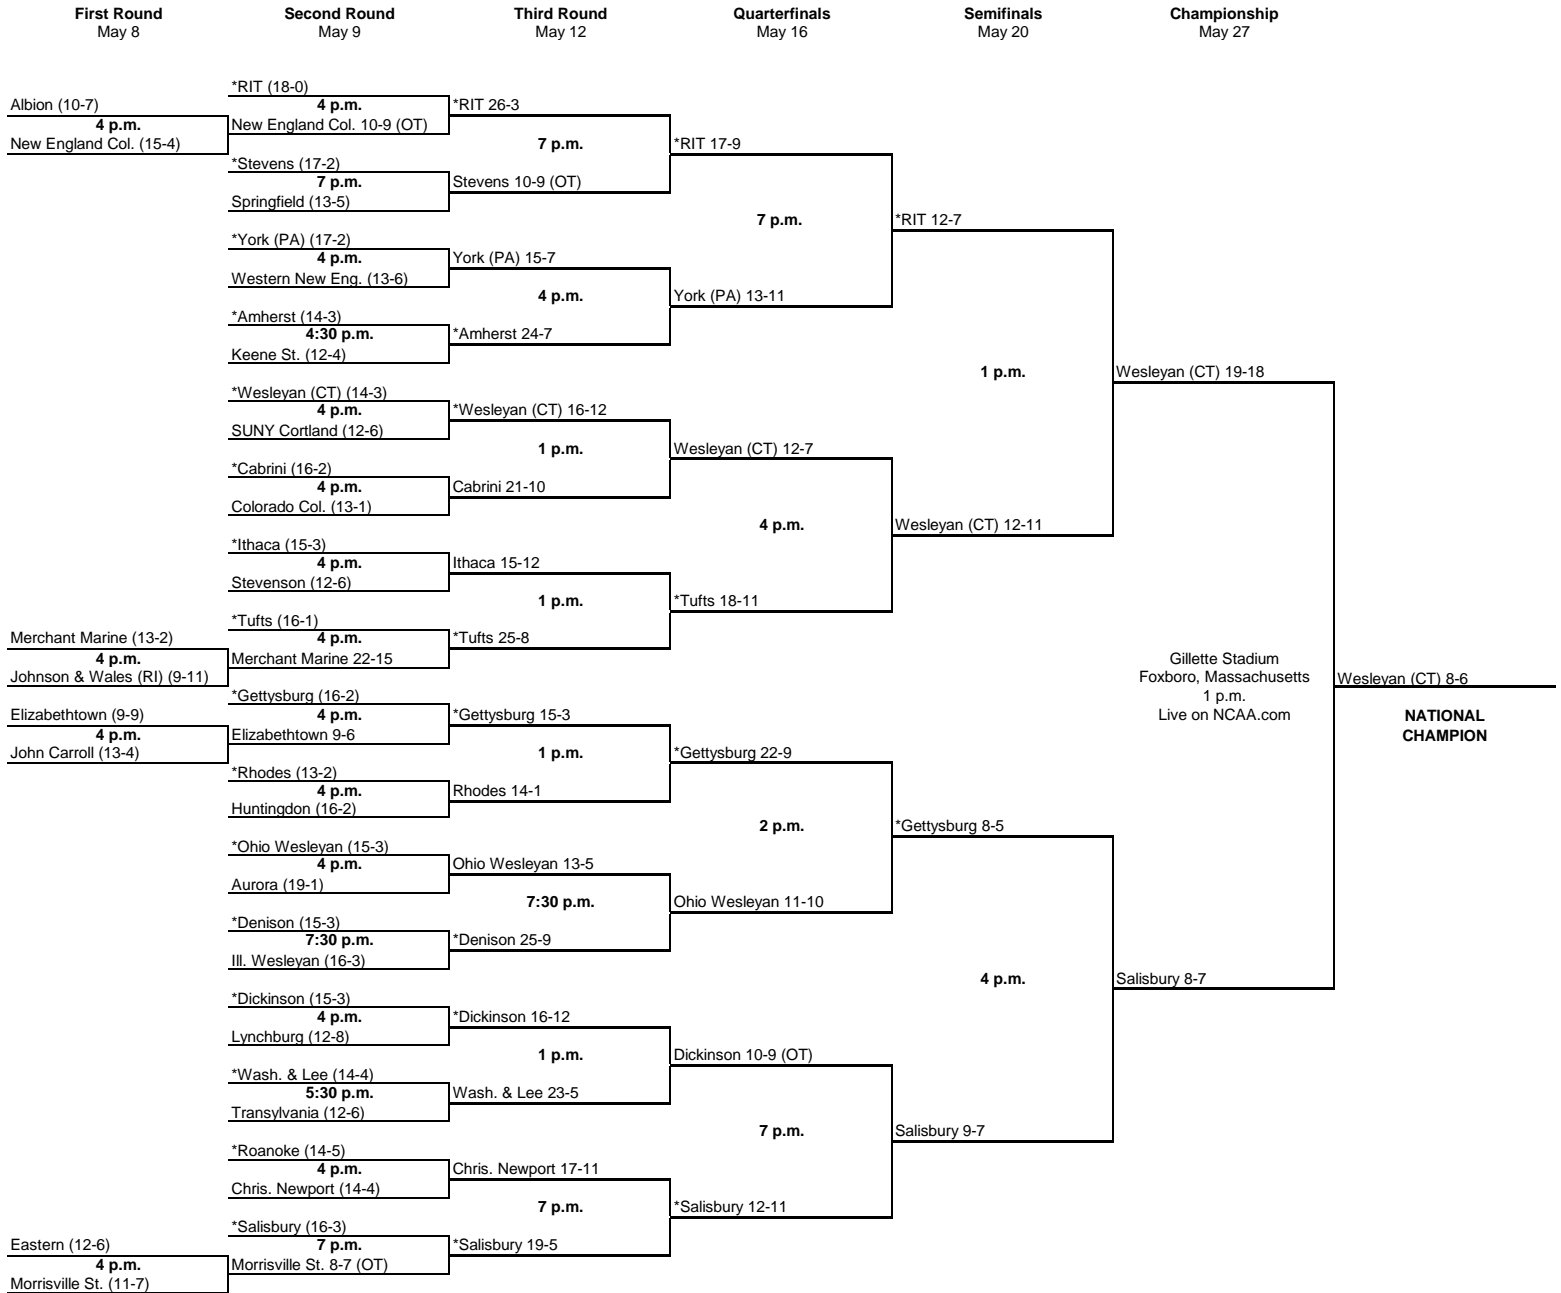 First Round
May 8
Second Round
May 9
Third Round
May 12
Quarterfinals
May 16
Semifinals
May 20
Championship
May 27
Albion (10-7)
4 p.m.
New England Col. (15-4)
Merchant Marine (13-2)
4 p.m.
Johnson & Wales (RI) (9-11)
Elizabethtown (9-9)
4 p.m.
John Carroll (13-4)
Eastern (12-6)
4 p.m.
Morrisville St. (11-7)
*RIT (18-0)
4 p.m.
New England Col. 10-9 (OT)
*Stevens (17-2)
7 p.m.
Springfield (13-5)
*York (PA) (17-2)
4 p.m.
Western New Eng. (13-6)
*Amherst (14-3)
4:30 p.m.
Keene St. (12-4)
*Wesleyan (CT) (14-3)
4 p.m.
SUNY Cortland (12-6)
*Cabrini (16-2)
4 p.m.
Colorado Col. (13-1)
*Ithaca (15-3)
4 p.m.
Stevenson (12-6)
*Tufts (16-1)
4 p.m.
Merchant Marine 22-15
*Gettysburg (16-2)
4 p.m.
Elizabethtown 9-6
*Rhodes (13-2)
4 p.m.
Huntingdon (16-2)
*Ohio Wesleyan (15-3)
4 p.m.
Aurora (19-1)
*Denison (15-3)
7:30 p.m.
Ill. Wesleyan (16-3)
*Dickinson (15-3)
4 p.m.
Lynchburg (12-8)
*Wash. & Lee (14-4)
5:30 p.m.
Transylvania (12-6)
*Roanoke (14-5)
4 p.m.
Chris. Newport (14-4)
*Salisbury (16-3)
7 p.m.
Morrisville St. 8-7 (OT)
*RIT 26-3
7 p.m.
Stevens 10-9 (OT)
York (PA) 15-7
4 p.m.
*Amherst 24-7
*Wesleyan (CT) 16-12
1 p.m.
Cabrini 21-10
Ithaca 15-12
1 p.m.
*Tufts 25-8
*Gettysburg 15-3
1 p.m.
Rhodes 14-1
Ohio Wesleyan 13-5
7:30 p.m.
*Denison 25-9
*Dickinson 16-12
1 p.m.
Wash. & Lee 23-5
Chris. Newport 17-11
7 p.m.
*Salisbury 19-5
*RIT 17-9
7 p.m.
York (PA) 13-11
Wesleyan (CT) 12-7
4 p.m.
*Tufts 18-11
*Gettysburg 22-9
2 p.m.
Ohio Wesleyan 11-10
Dickinson 10-9 (OT)
7 p.m.
*Salisbury 12-11
*RIT 12-7
1 p.m.
Wesleyan (CT) 12-11
*Gettysburg 8-5
4 p.m.
Salisbury 9-7
Wesleyan (CT) 19-18
Gillette Stadium
Foxboro, Massachusetts
1 p.m.
Live on NCAA.com
Salisbury 8-7
Wesleyan (CT) 8-6
NATIONAL
CHAMPION